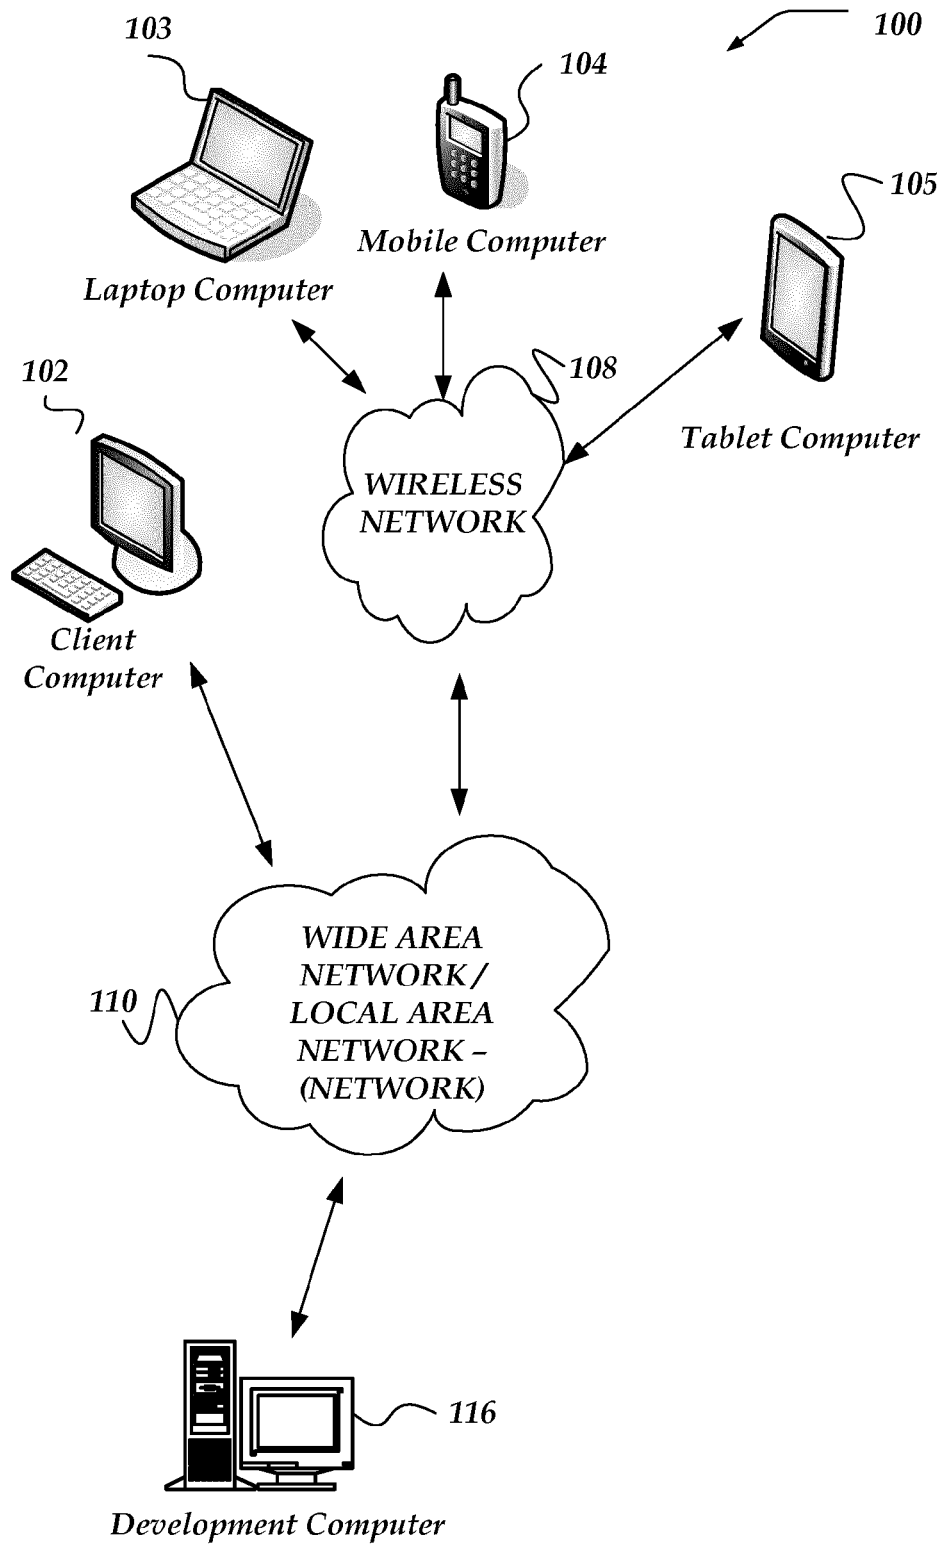 100
103
104
105
Mobile Computer
Laptop Computer
102
108
Tablet Computer
WIRELESS
NETWORK
Client
Computer
WIDE AREA
NETWORK /
LOCAL AREA
NETWORK –
(NETWORK)
110
116
Development Computer